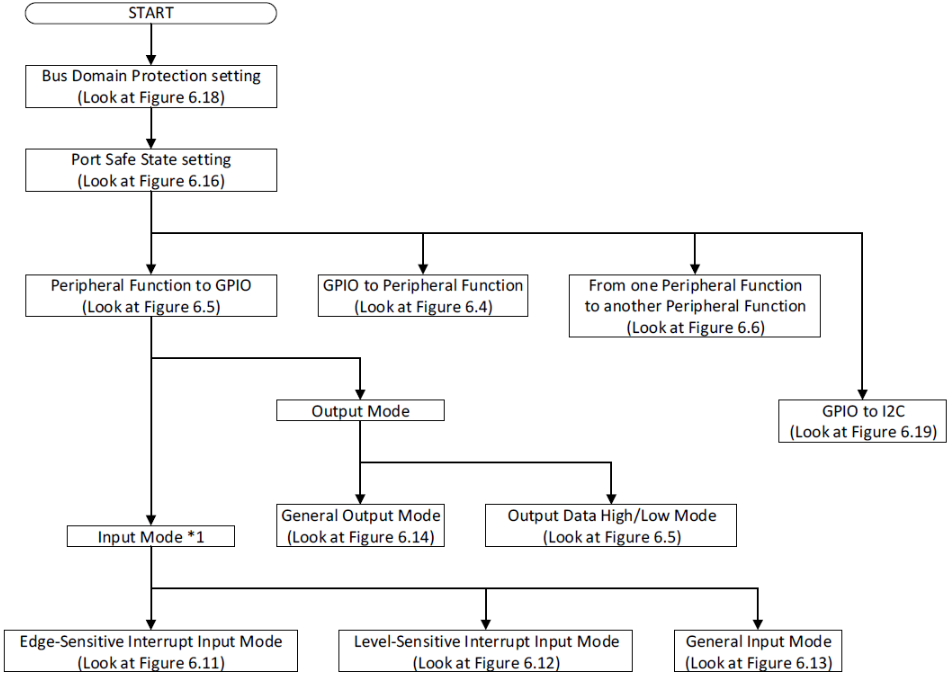 START
Bus Domain Protection setting
(Look at Figure 6.18)
Port Safe State setting
(Look at Figure 6.16)
Peripheral Function to GPIO
(Look at Figure 6.5)
GPIO to Peripheral Function
(Look at Figure 6.4)
From one Peripheral Function
to another Peripheral Function
(Look at Figure 6.6)
Output Mode
GPIO to I2C
(Look at Figure 6.19)
General Output Mode
(Look at Figure 6.14)
Output Data High/Low Mode
(Look at Figure 6.5)
Input Mode *1
Edge-Sensitive Interrupt Input Mode
(Look at Figure 6.11)
Level-Sensitive Interrupt Input Mode
(Look at Figure 6.12)
General Input Mode
(Look at Figure 6.13)